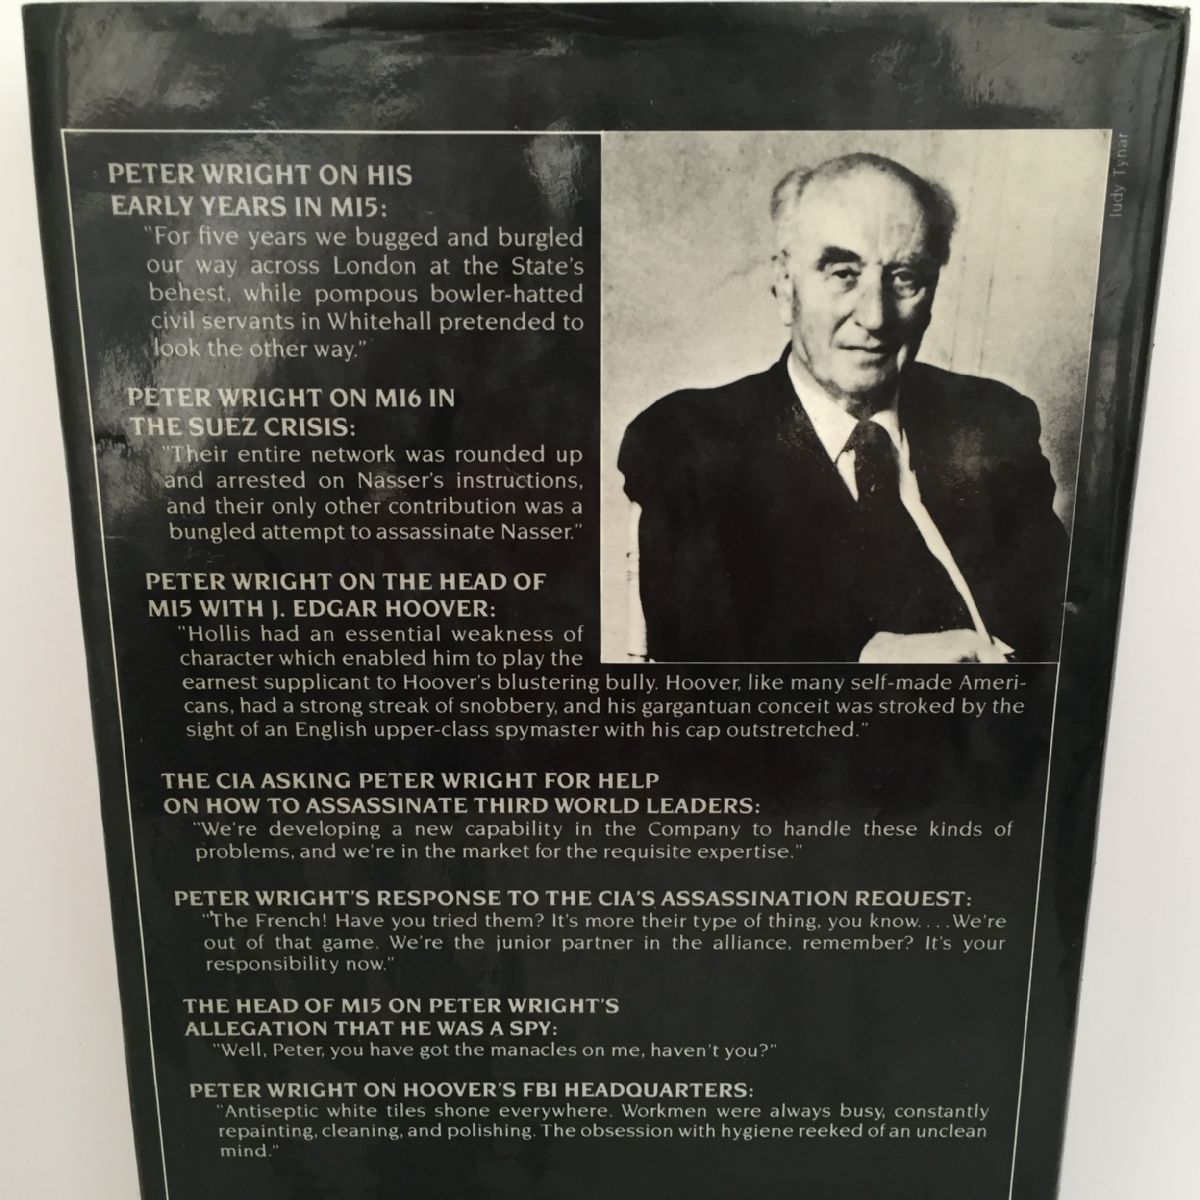 PETER WRIGHT ON HIS
EARLY YEARS IN MI5:
"For five years we bugged and burgled
our way across London at the State's
behest, while pompous bowler-hatted
civil servants in Whitehall pretended to
look the other way."
PETER WRIGHT ON MI6 IN
THE SUEZ CRISIS:
"Their entire network was rounded up
and arrested on Nasser's instructions,
and their only other contribution was a
bungled attempt to assassinate Nasser."
PETER WRIGHT ON THE HEAD OF
MI5 WITH J. EDGAR HOOVER:
"Hollis had an essential weakness of
character which enabled him to play the
earnest supplicant to Hoover's blustering bully. Hoover, like many self-made Ameri-
cans, had a strong streak of snobbery, and his gargantuan conceit was stroked by the
sight of an English upper-class spymaster with his cap outstretched."
THE CIA ASKING PETER WRIGHT FOR HELP
ON HOW TO ASSASSINATE THIRD WORLD LEADERS:
"We're developing a new capability in the Company to handle these kinds of
problems, and we're in the market for the requisite expertise."
PETER WRIGHT'S RESPONSE TO THE CIA'S ASSASSINATION REQUEST:
"The French! Have you tried them? It's more their type of thing, you know.... We're
out of that game. We're the junior partner in the alliance, remember? It's your
responsibility now."
THE HEAD OF MI5 ON PETER WRIGHT'S
ALLEGATION THAT HE WAS A SPY:
"Well, Peter, you have got the manacles on me, haven't you?"
PETER WRIGHT ON HOOVER'S FBI HEADQUARTERS:
"Antiseptic white tiles shone everywhere. Workmen were always busy, constantly
repainting, cleaning, and polishing. The obsession with hygiene reeked of an unclean
mind."
Judy Tynar